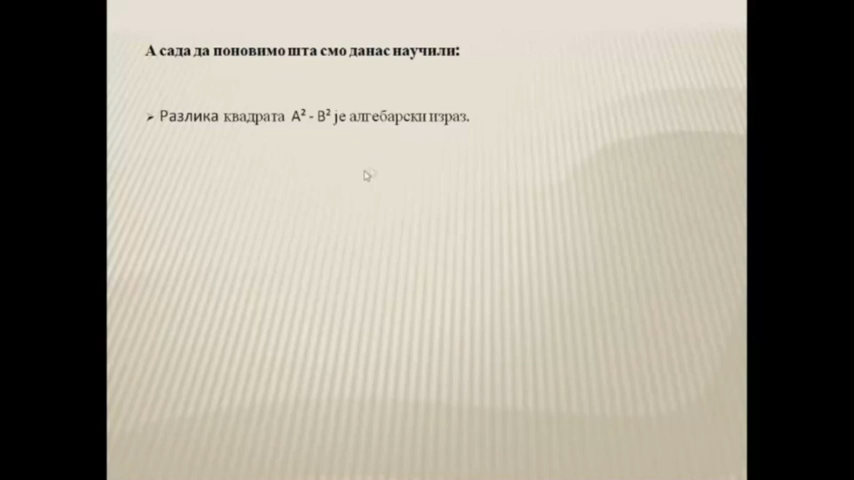 А сада да поновимо шта смо данас научили:
➢ Разлика квадрата A² - B² је алгебарски израз.